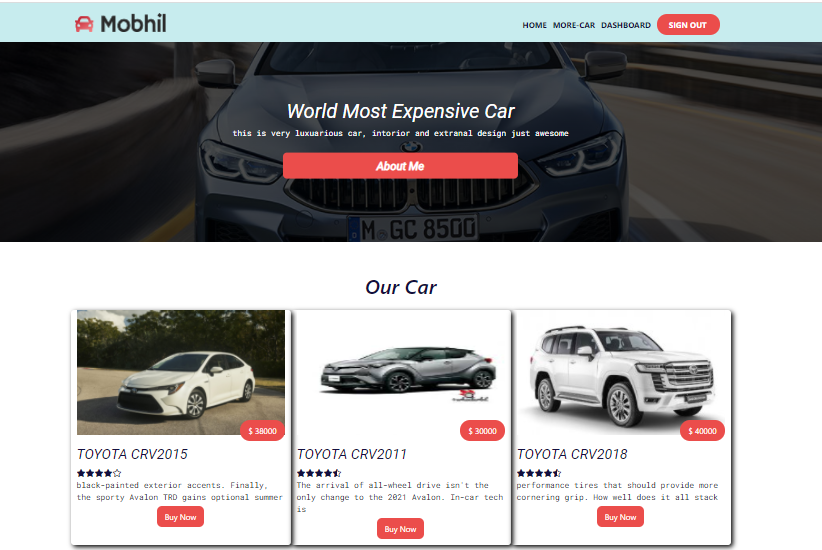 Mobhil
HOME MORE-CAR DASHBOARD SIGN OUT
World Most Expensive Car
this is very luxuarious car, intorior and extranal design just awesome
About Me
M GC 8500
Our Car
$ 38000
TOYOTA CRV2015
black-painted exterior accents. Finally,
the sporty Avalon TRD gains optional summer
Buy Now
$ 30000
TOYOTA CRV2011
The arrival of all-wheel drive isn't the
only change to the 2021 Avalon. In-car tech
is
Buy Now
$ 40000
TOYOTA CRV2018
performance tires that should provide more
cornering grip. How well does it all stack
Buy Now